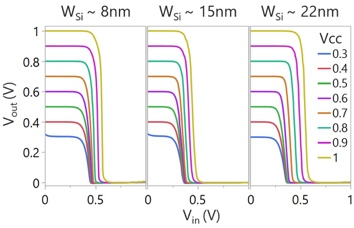 W_Si ~ 8nm W_Si ~ 15nm W_Si ~ 22nm
V_out (V)
1
0.8
0.6
0.4
0.2
0
0 0.5 0 0.5 0 0.5 1
V_in (V)
Vcc
0.3
0.4
0.5
0.6
0.7
0.8
0.9
1